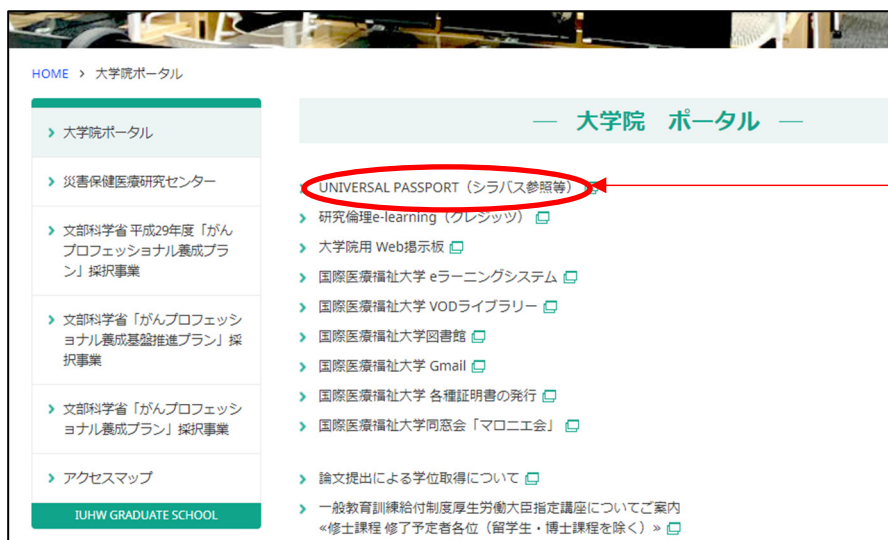 HOME > 大学院ポータル
大学院ポータル
災害保健医療研究センター
文部科学省 平成29年度「がん
プロフェッショナル養成プラ
ン」採択事業
文部科学省「がんプロフェッシ
ョナル養成基盤推進プラン」採
択事業
文部科学省「がんプロフェッシ
ョナル養成プラン」採択事業
アクセスマップ
IUHW GRADUATE SCHOOL
― 大学院 ポータル ―
UNIVERSAL PASSPORT（シラバス参照等）
研究倫理e-learning（クレジッツ）
大学院用 Web掲示板
国際医療福祉大学 eラーニングシステム
国際医療福祉大学 VODライブラリー
国際医療福祉大学図書館
国際医療福祉大学 Gmail
国際医療福祉大学 各種証明書の発行
国際医療福祉大学同窓会「マロニエ会」
論文提出による学位取得について
一般教育訓練給付制度厚生労働大臣指定講座についてご案内
≪修士課程 修了予定者各位（留学生・博士課程を除く）≫